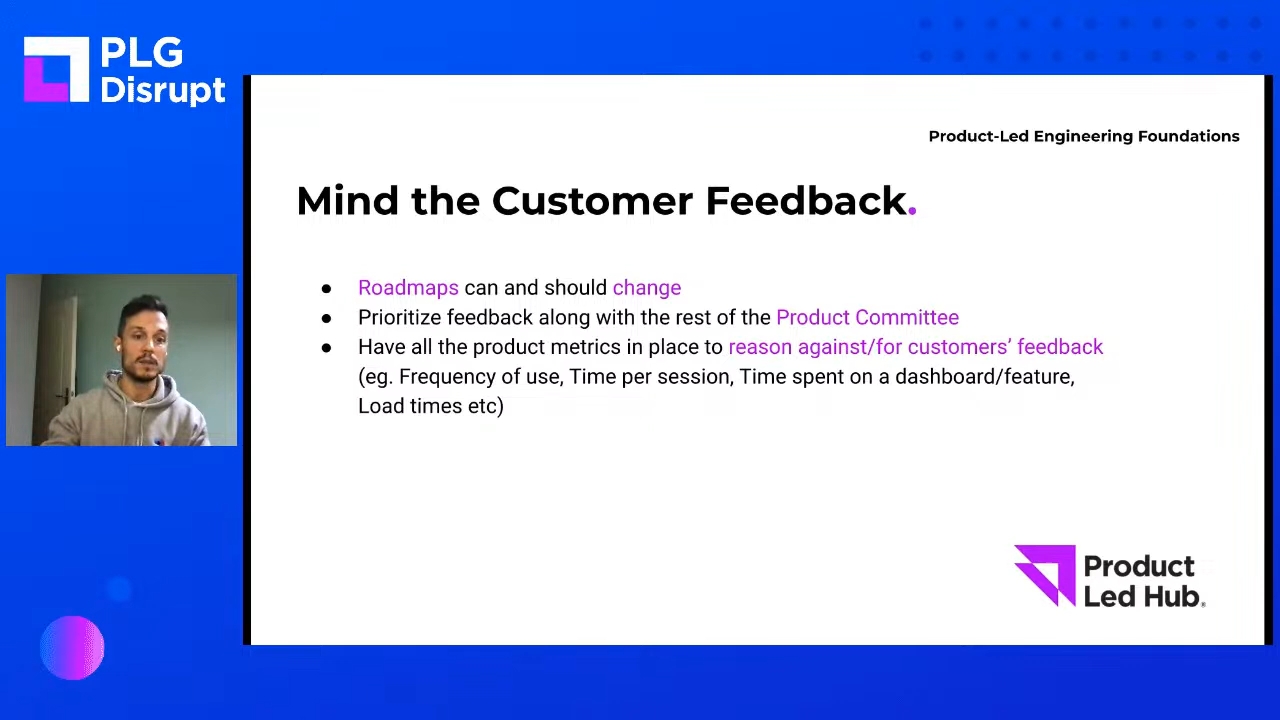 PLG
Disrupt
Product-Led Engineering Foundations
Mind the Customer Feedback.
● Roadmaps can and should change
● Prioritize feedback along with the rest of the Product Committee
● Have all the product metrics in place to reason against/for customers’ feedback
(eg. Frequency of use, Time per session, Time spent on a dashboard/feature,
Load times etc)
Product
Led Hub®